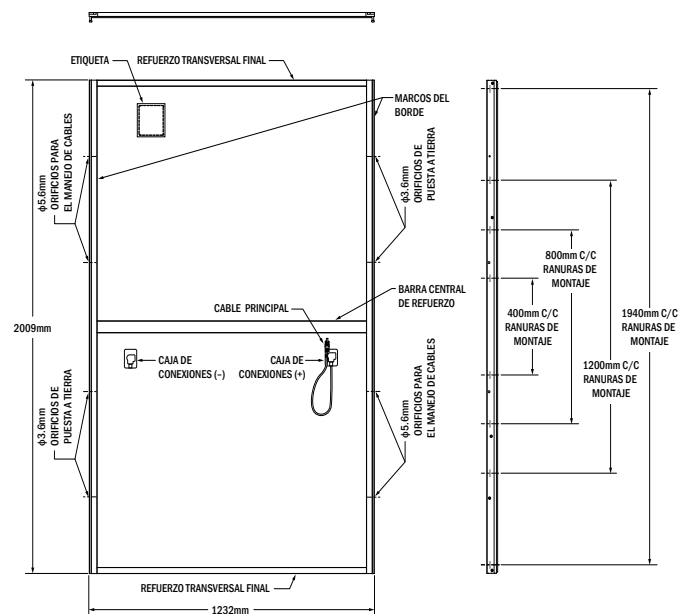 ETIQUETA
REFUERZO TRANSVERSAL FINAL
MARCOS DEL
BORDE
ϕ5.6mm
ORIFICIOS PARA
EL MANEJO DE CABLES
ϕ3.6mm
ORIFICIOS DE
PUESTA A TIERRA
BARRA CENTRAL
DE REFUERZO
CABLE PRINCIPAL
2009mm
CAJA DE
CONEXIONES (–)
CAJA DE
CONEXIONES (+)
ϕ3.6mm
ORIFICIOS DE
PUESTA A TIERRA
ϕ5.6mm
ORIFICIOS PARA
EL MANEJO DE CABLES
REFUERZO TRANSVERSAL FINAL
1232mm
800mm C/C
RANURAS DE
MONTAJE
400mm C/C
RANURAS DE
MONTAJE
1940mm C/C
RANURAS DE
MONTAJE
1200mm C/C
RANURAS DE
MONTAJE